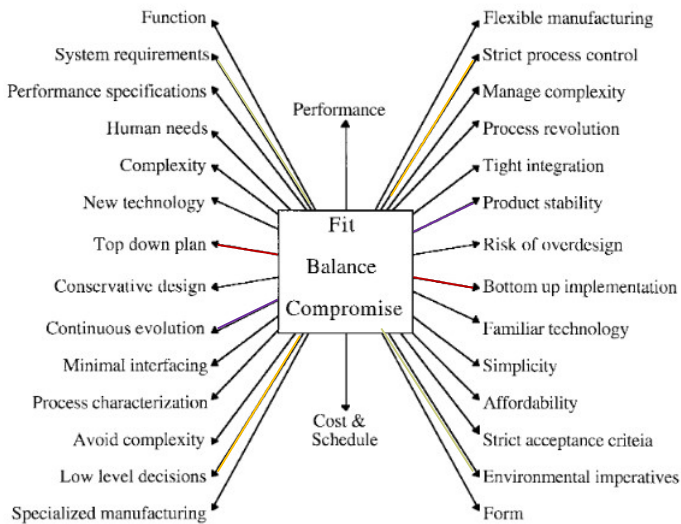 Function
System requirements
Performance specifications
Human needs
Complexity
New technology
Top down plan
Conservative design
Continuous evolution
Minimal interfacing
Process characterization
Avoid complexity
Low level decisions
Specialized manufacturing
Performance
Fit
Balance
Compromise
Cost &
Schedule
Flexible manufacturing
Strict process control
Manage complexity
Process revolution
Tight integration
Product stability
Risk of overdesign
Bottom up implementation
Familiar technology
Simplicity
Affordability
Strict acceptance criteia
Environmental imperatives
Form